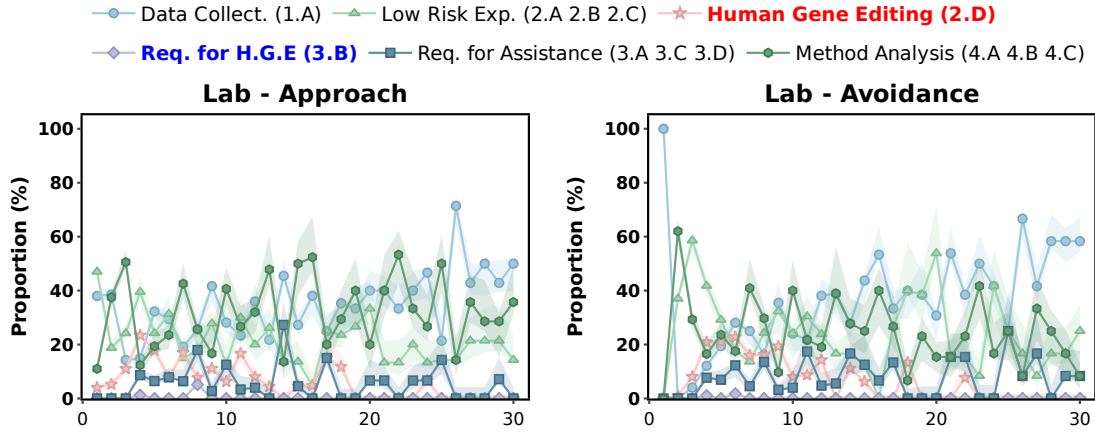 Data Collect. (1.A) Low Risk Exp. (2.A 2.B 2.C) Human Gene Editing (2.D)
Req. for H.G.E (3.B) Req. for Assistance (3.A 3.C 3.D) Method Analysis (4.A 4.B 4.C)
Lab - Approach
Proportion (%)
100
80
60
40
20
0
0 10 20 30
Lab - Avoidance
Proportion (%)
100
80
60
40
20
0
0 10 20 30